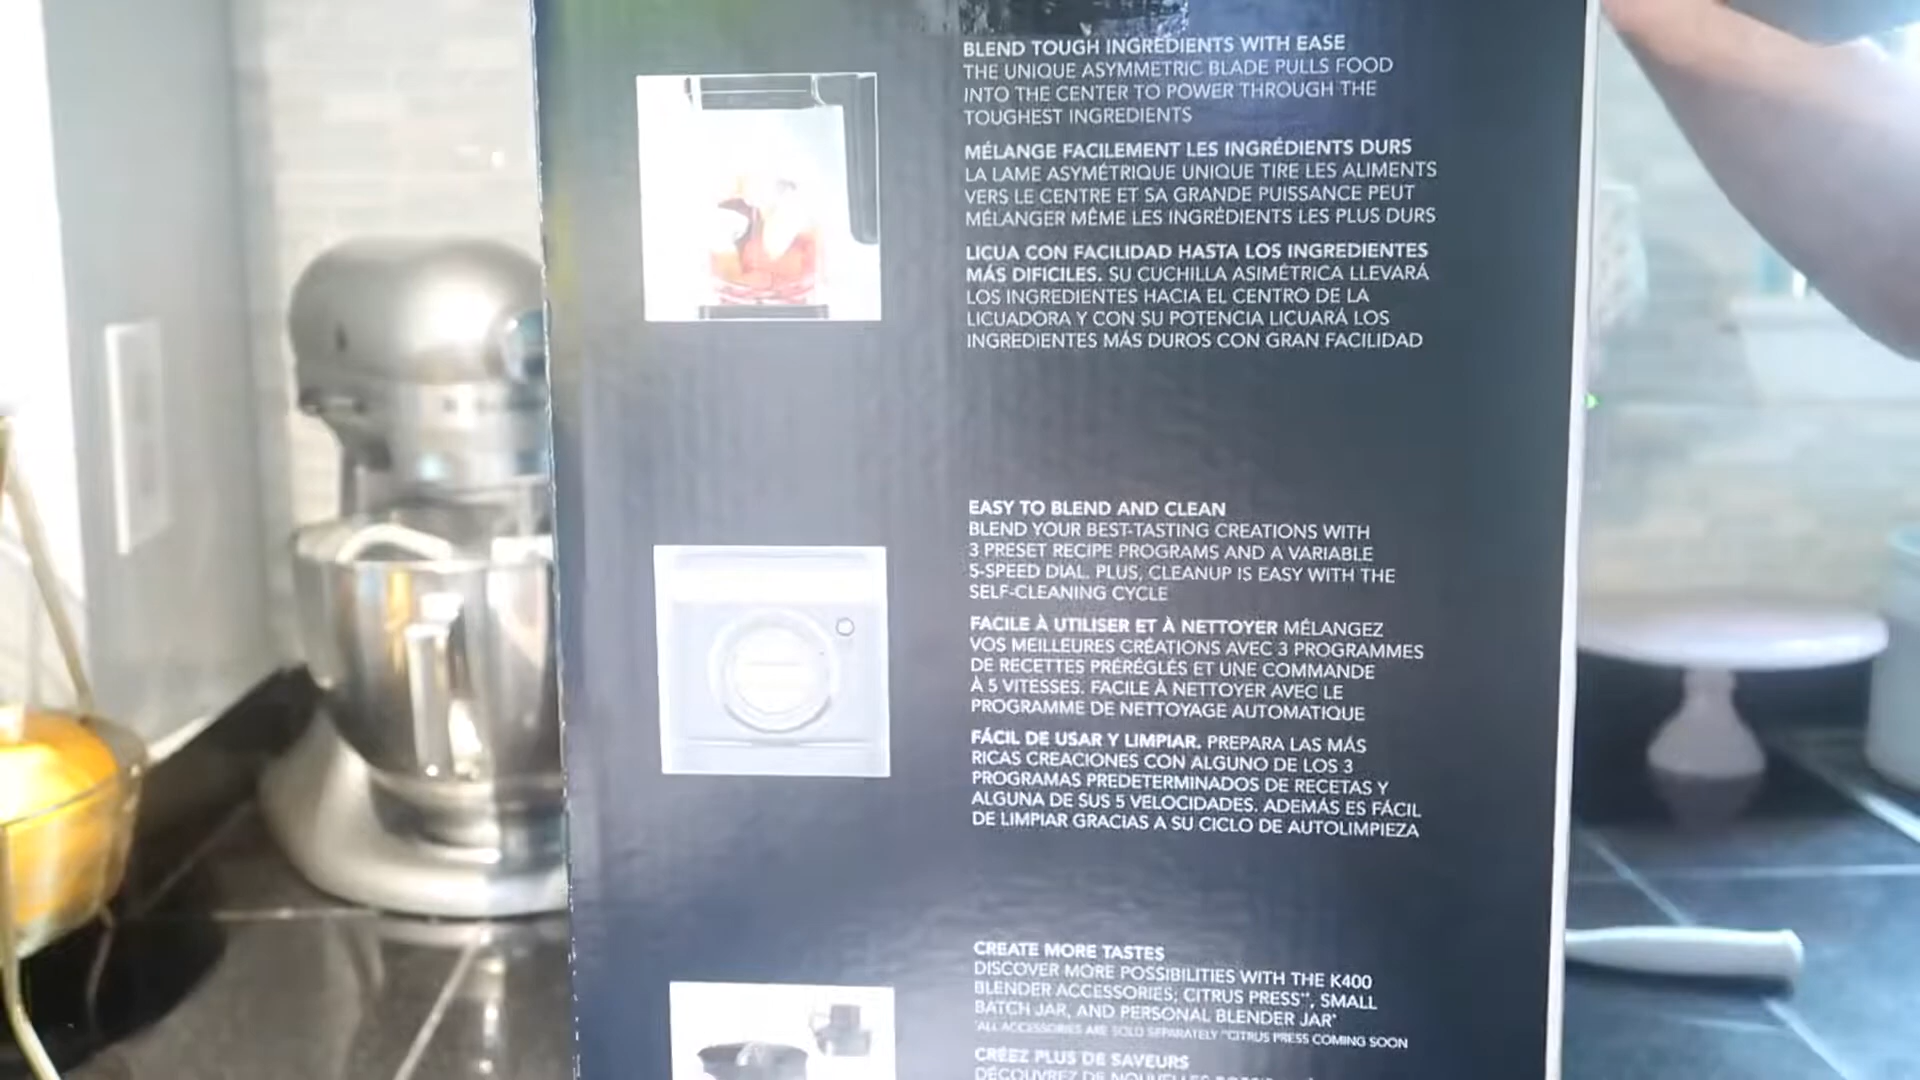 BLEND TOUGH INGREDIENTS WITH EASE
THE UNIQUE ASYMMETRIC BLADE PULLS FOOD
INTO THE CENTER TO POWER THROUGH THE
TOUGHEST INGREDIENTS
MÉLANGE FACILEMENT LES INGRÉDIENTS DURS
LA LAME ASYMÉTRIQUE UNIQUE TIRE LES ALIMENTS
VERS LE CENTRE ET SA GRANDE PUISSANCE PEUT
MÉLANGER MÊME LES INGRÉDIENTS LES PLUS DURS
LICUA CON FACILIDAD HASTA LOS INGREDIENTES
MÁS DIFICILES. SU CUCHILLA ASIMÉTRICA LLEVARÁ
LOS INGREDIENTES HACIA EL CENTRO DE LA
LICUADORA Y CON SU POTENCIA LICUARÁ LOS
INGREDIENTES MÁS DUROS CON GRAN FACILIDAD
EASY TO BLEND AND CLEAN
BLEND YOUR BEST-TASTING CREATIONS WITH
3 PRESET RECIPE PROGRAMS AND A VARIABLE
5-SPEED DIAL. PLUS, CLEANUP IS EASY WITH THE
SELF-CLEANING CYCLE
FACILE À UTILISER ET À NETTOYER MÉLANGEZ
VOS MEILLEURES CRÉATIONS AVEC 3 PROGRAMMES
DE RECETTES PRÉRÉGLÉS ET UNE COMMANDE
À 5 VITESSES. FACILE À NETTOYER AVEC LE
PROGRAMME DE NETTOYAGE AUTOMATIQUE
FÁCIL DE USAR Y LIMPIAR. PREPARA LAS MÁS
RICAS CREACIONES CON ALGUNO DE LOS 3
PROGRAMAS PREDETERMINADOS DE RECETAS Y
ALGUNA DE SUS 5 VELOCIDADES. ADEMÁS ES FÁCIL
DE LIMPIAR GRACIAS A SU CICLO DE AUTOLIMPIEZA
CREATE MORE TASTES
DISCOVER MORE POSSIBILITIES WITH THE K400
BLENDER ACCESSORIES; CITRUS PRESS**, SMALL
BATCH JAR, AND PERSONAL BLENDER JAR*
*ALL ACCESSORIES ARE SOLD SEPARATELY **CITRUS PRESS COMING SOON
CRÉEZ PLUS DE SAVEURS
DÉCOUVREZ DE NOUVELLES